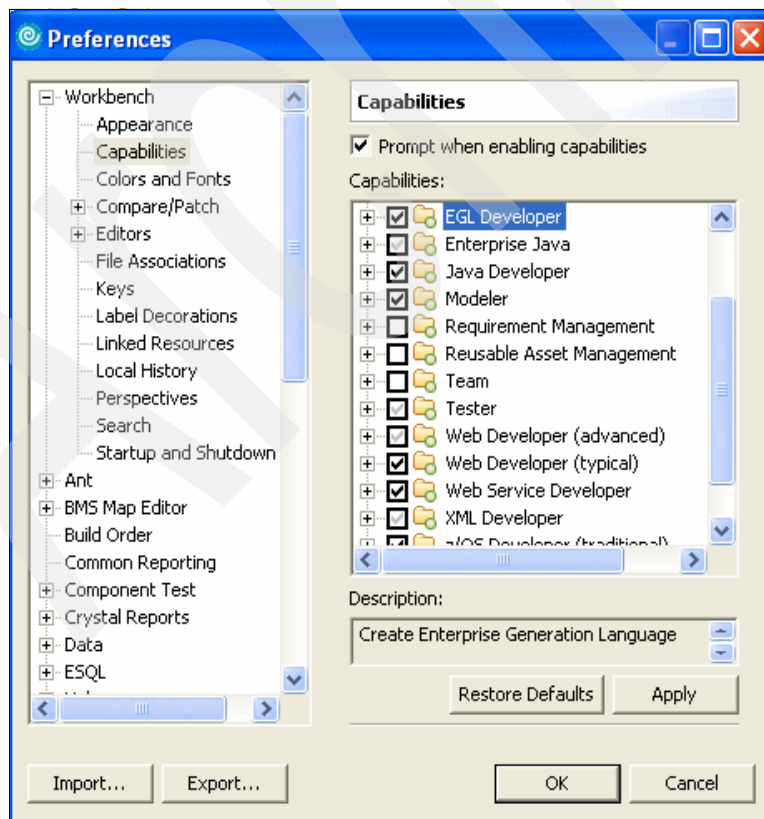 Preferences
Workbench
Appearance
Capabilities
Colors and Fonts
Compare/Patch
Editors
File Associations
Keys
Label Decorations
Linked Resources
Local History
Perspectives
Search
Startup and Shutdown
Ant
BMS Map Editor
Build Order
Common Reporting
Component Test
Crystal Reports
Data
ESQL
Capabilities
Prompt when enabling capabilities
Capabilities:
EGL Developer
Enterprise Java
Java Developer
Modeler
Requirement Management
Reusable Asset Management
Team
Tester
Web Developer (advanced)
Web Developer (typical)
Web Service Developer
XML Developer
z/OS Developer (traditional)
Description:
Create Enterprise Generation Language
Restore Defaults
Apply
Import...
Export...
OK
Cancel